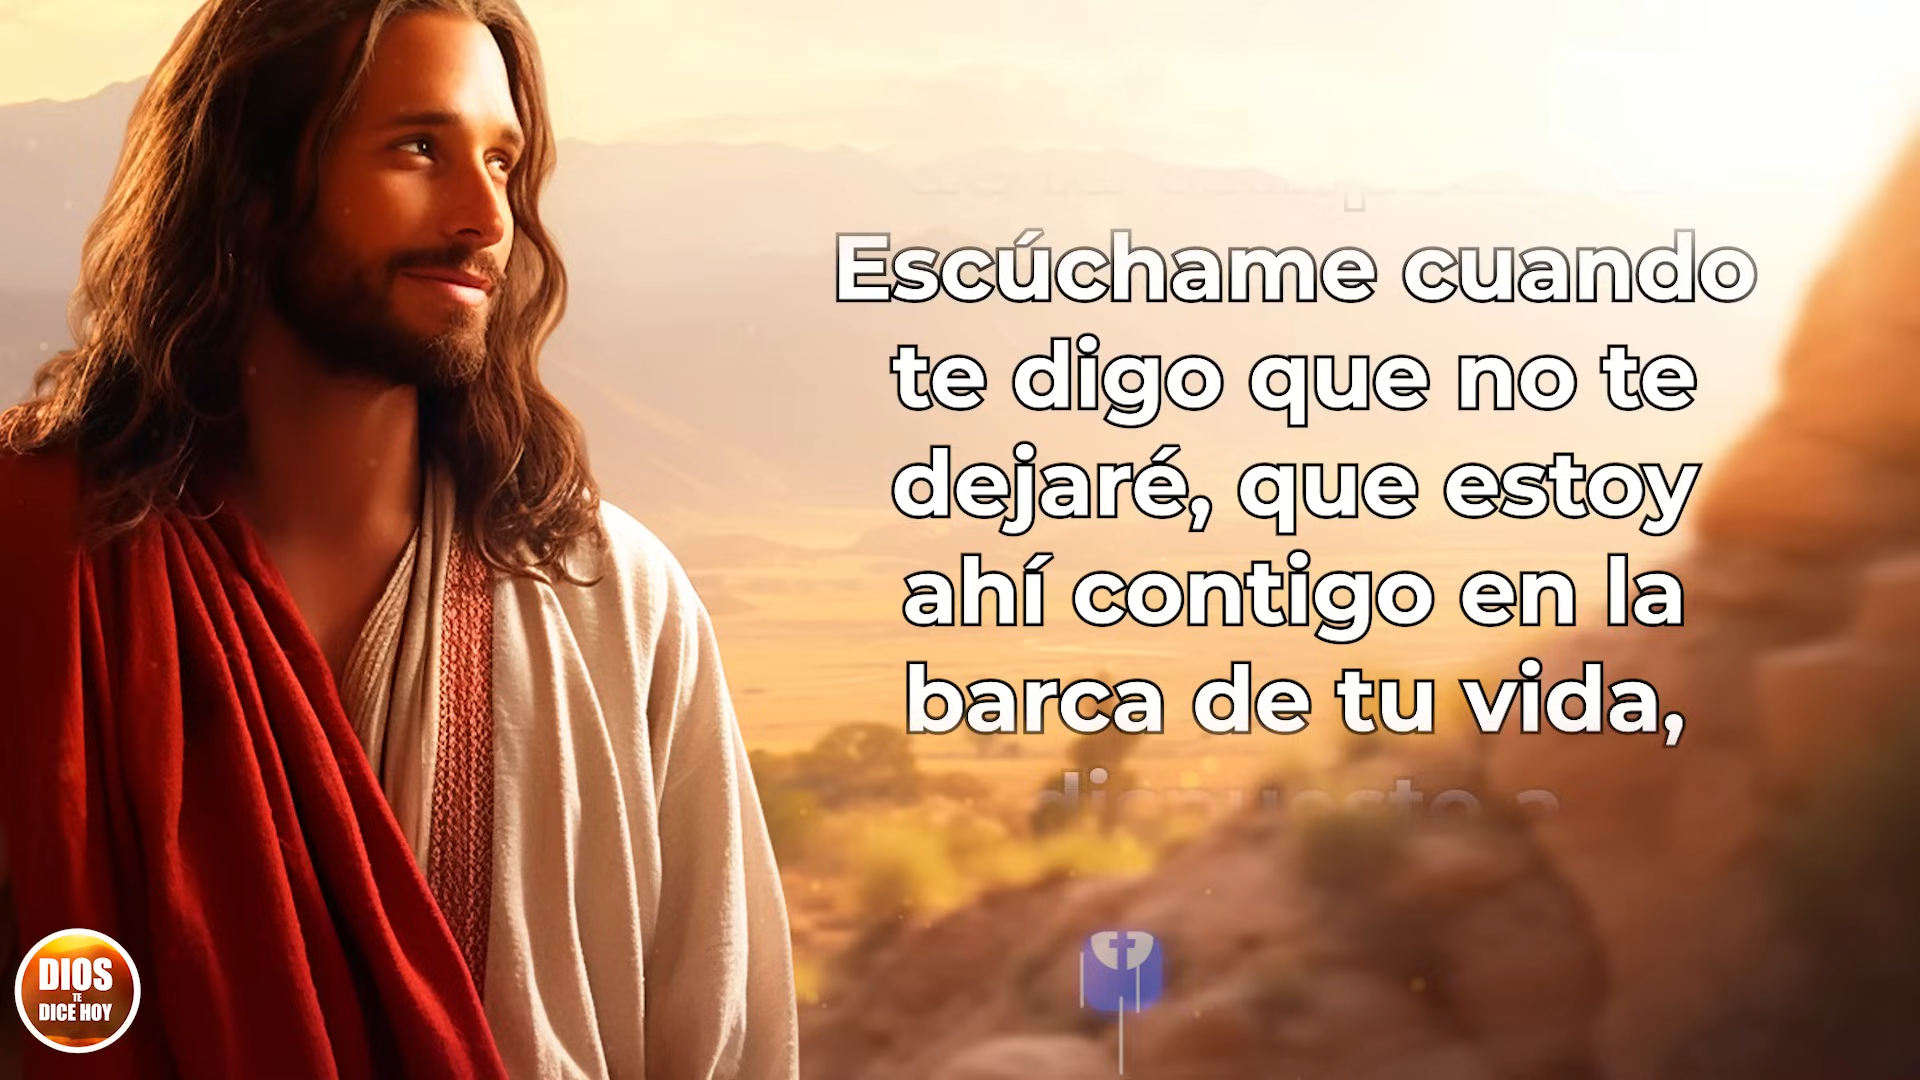 Escúchame cuando
te digo que no te
dejaré, que estoy
ahí contigo en la
barca de tu vida,
dispuesto a
DIOS
TE
DICE HOY